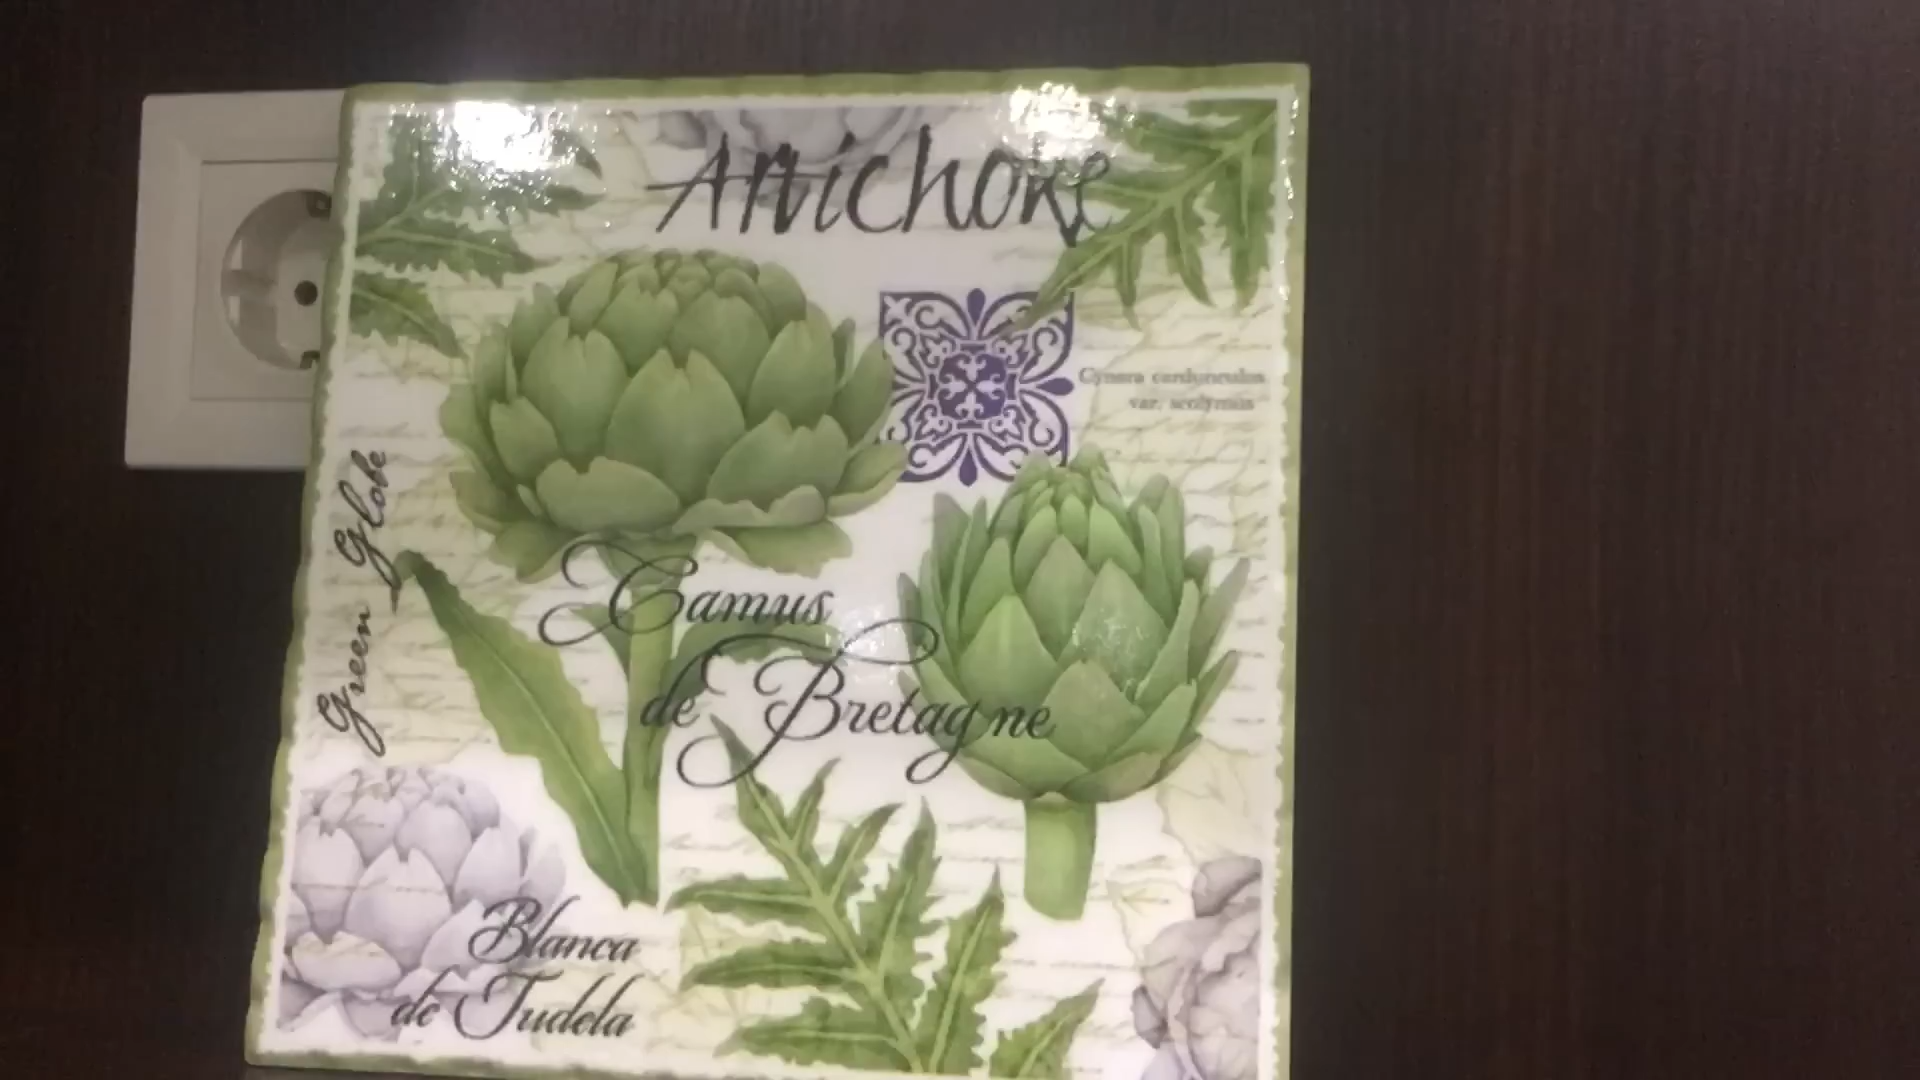 Artichoke
Cynara cardunculus
var. scolymus
Green Globe
Camus
de Bretagne
Blanca
de Tudela